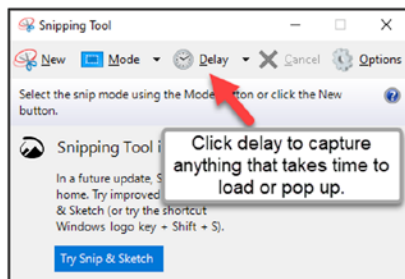 Snipping Tool
New Mode Delay Cancel Options
Select the snip mode using the Mode button or click the New
button.
Snipping Tool i
In a future update, S
home. Try improved
& Sketch (or try the shortcut
Windows logo key + Shift + S).
Try Snip & Sketch
Click delay to capture
anything that takes time to
load or pop up.